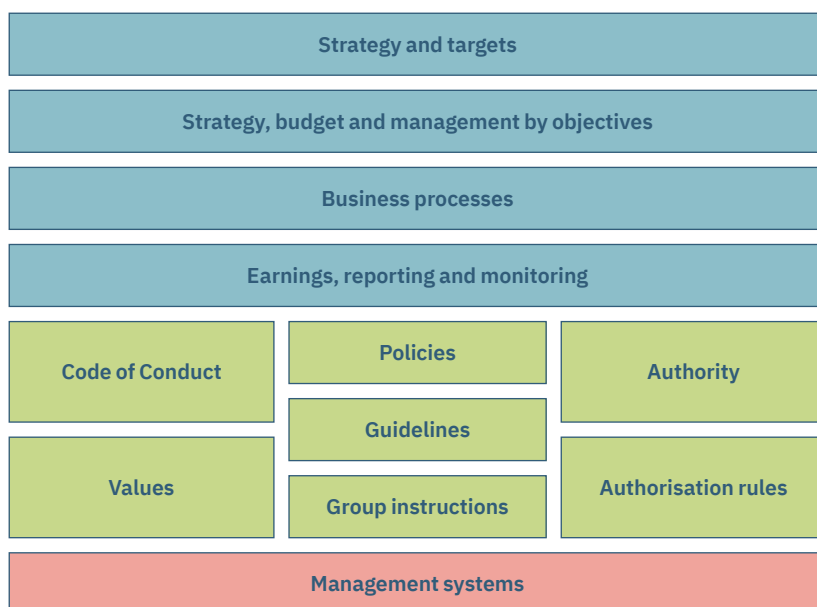 Strategy and targets
Strategy, budget and management by objectives
Business processes
Earnings, reporting and monitoring
Code of Conduct
Values
Policies
Guidelines
Group instructions
Authority
Authorisation rules
Management systems